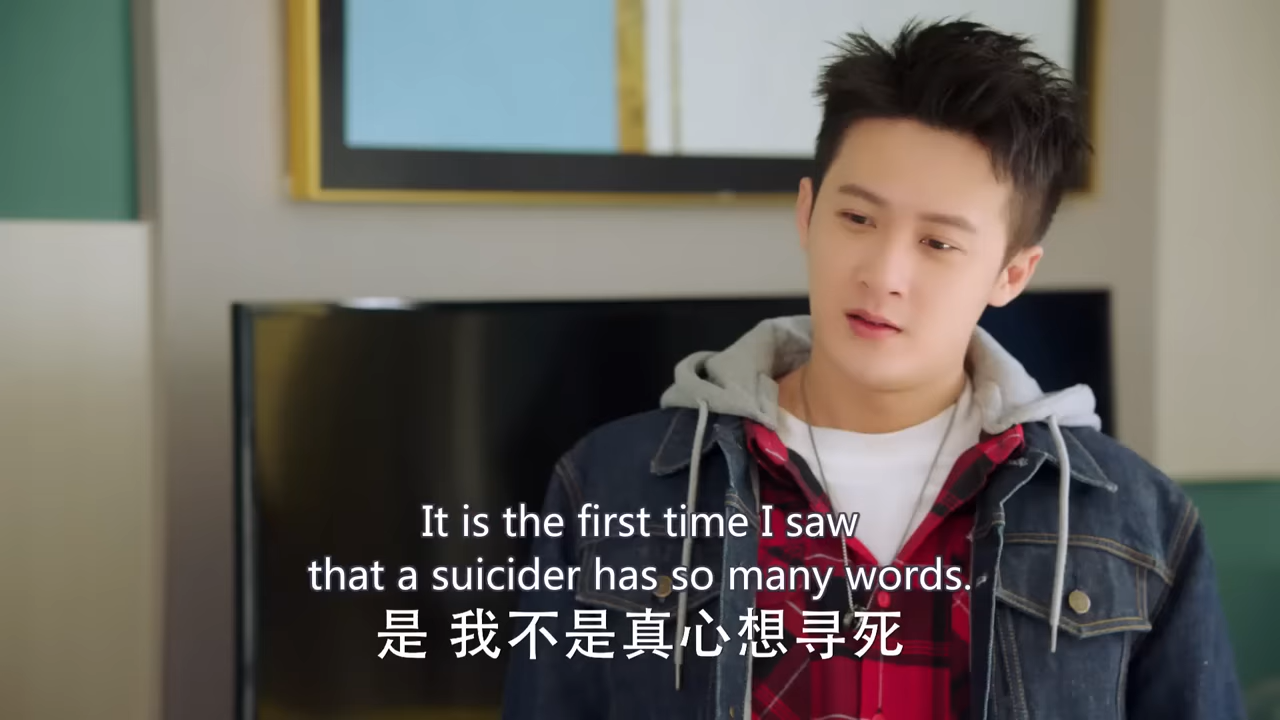 It is the first time I saw
that a suicider has so many words.
是 我不是真心想寻死